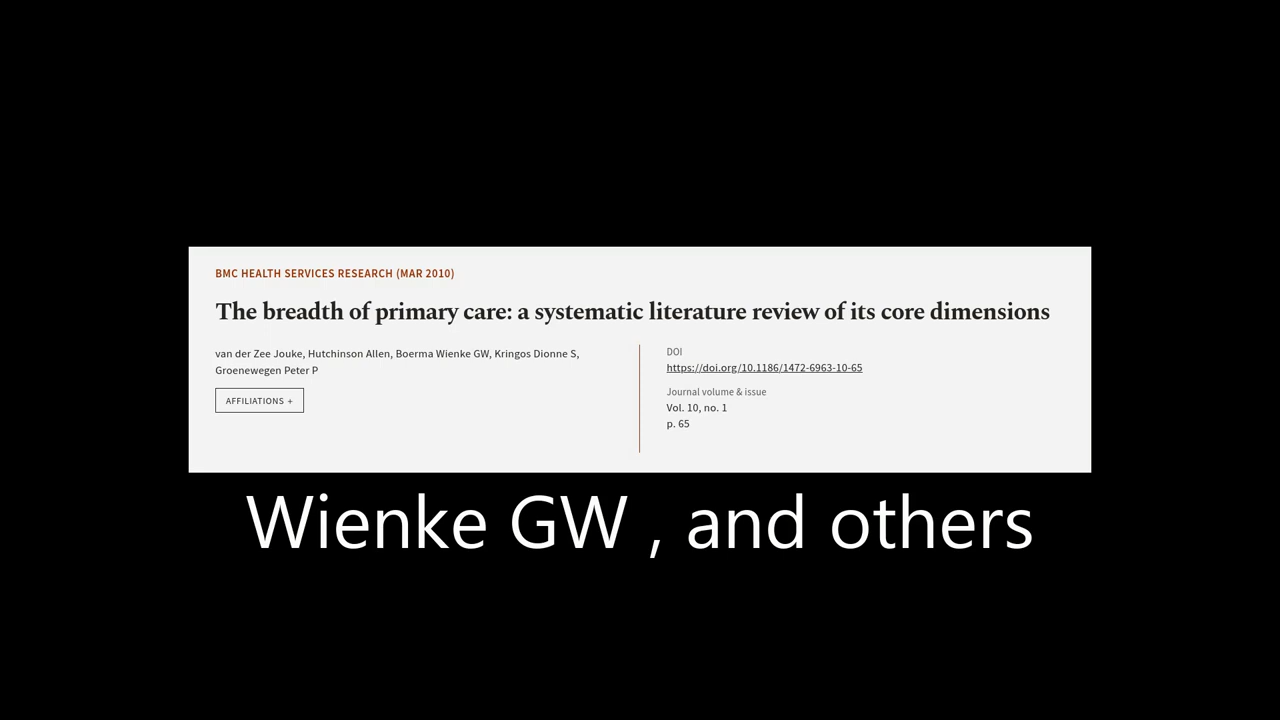 BMC HEALTH SERVICES RESEARCH (MAR 2010)
The breadth of primary care: a systematic literature review of its core dimensions
van der Zee Jouke, Hutchinson Allen, Boerma Wienke GW, Kringos Dionne S,
Groenewegen Peter P
AFFILIATIONS +
DOI
https://doi.org/10.1186/1472-6963-10-65
Journal volume & issue
Vol. 10, no. 1
p. 65
Wienke GW , and others